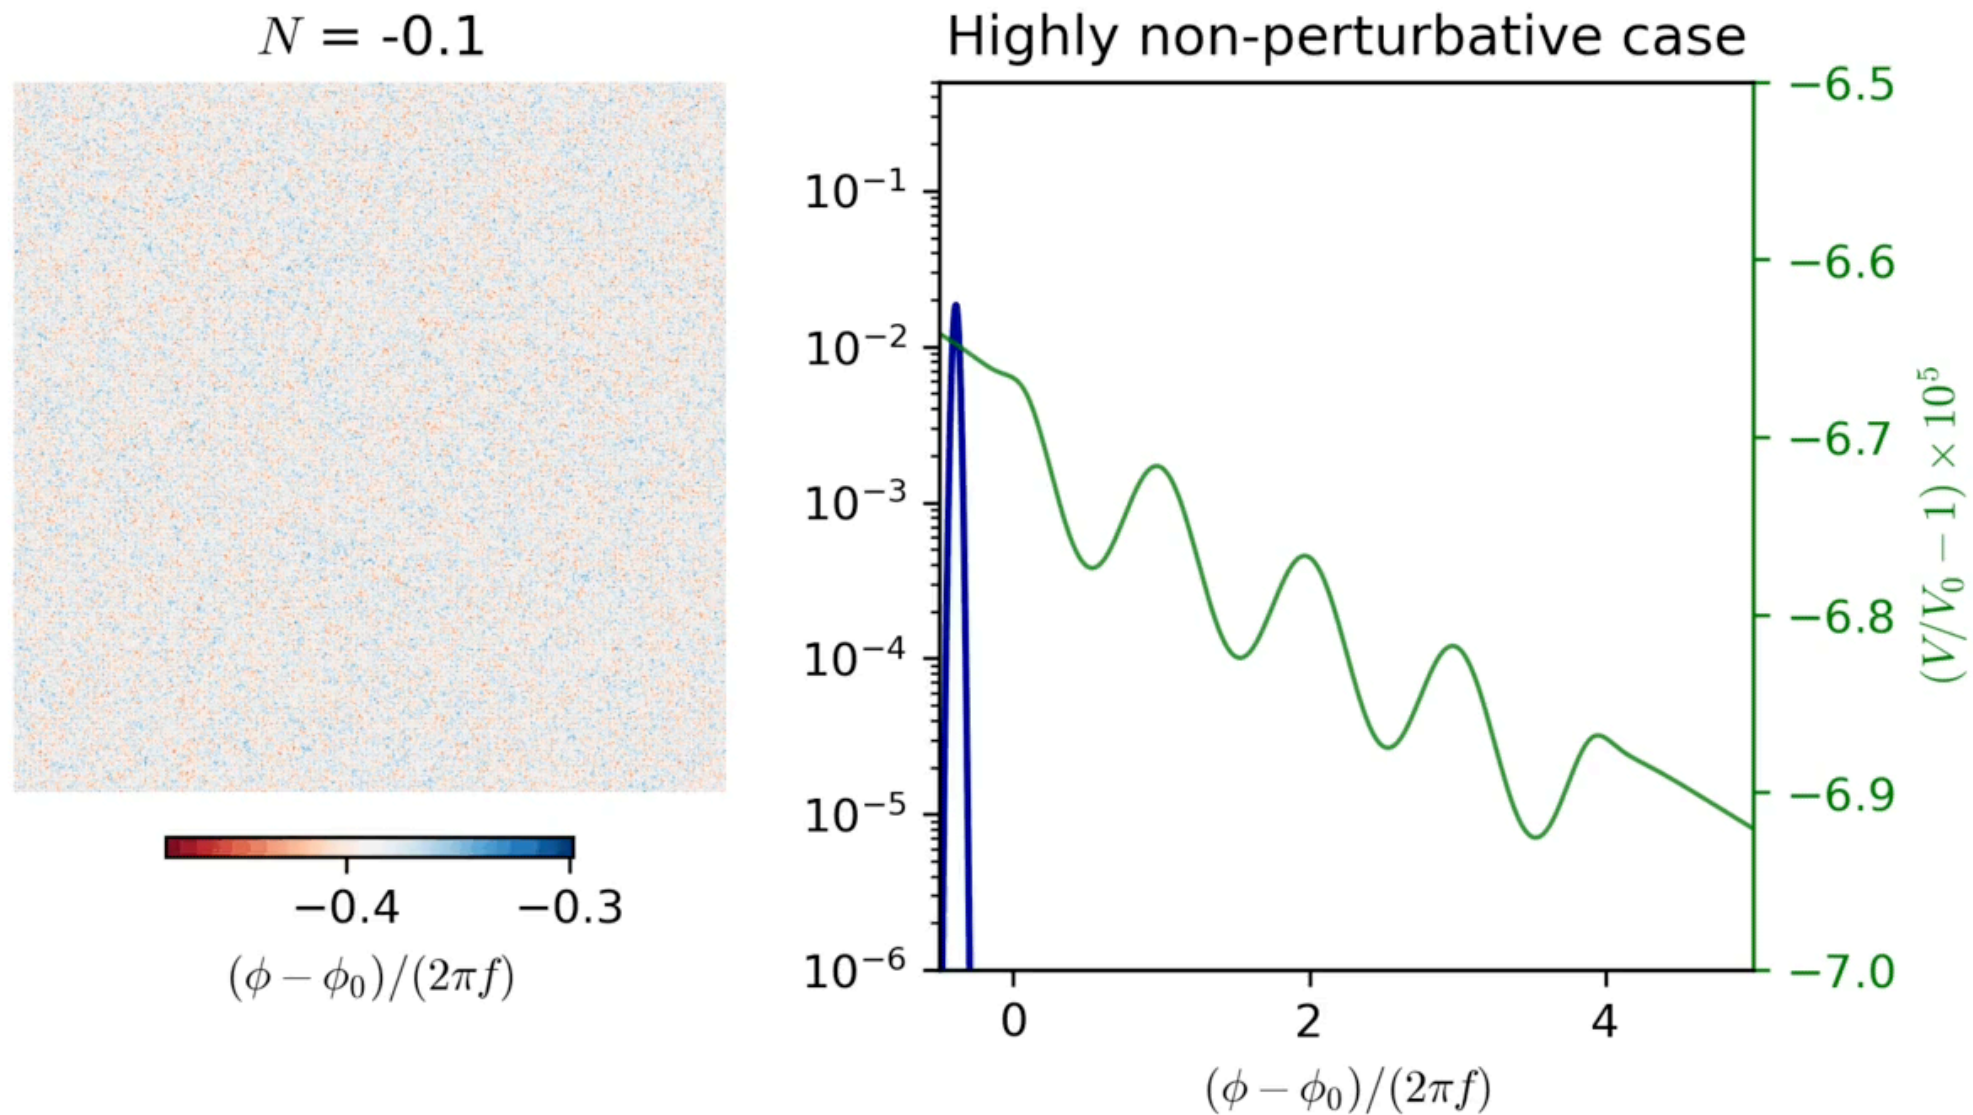 N = -0.1
−0.4 −0.3
(ϕ − ϕ₀)/(2πf)
Highly non-perturbative case
10⁻¹
10⁻²
10⁻³
10⁻⁴
10⁻⁵
10⁻⁶
0 2 4
(ϕ − ϕ₀)/(2πf)
−6.5
−6.6
−6.7
−6.8
−6.9
−7.0
(V/V₀ − 1) × 10⁵